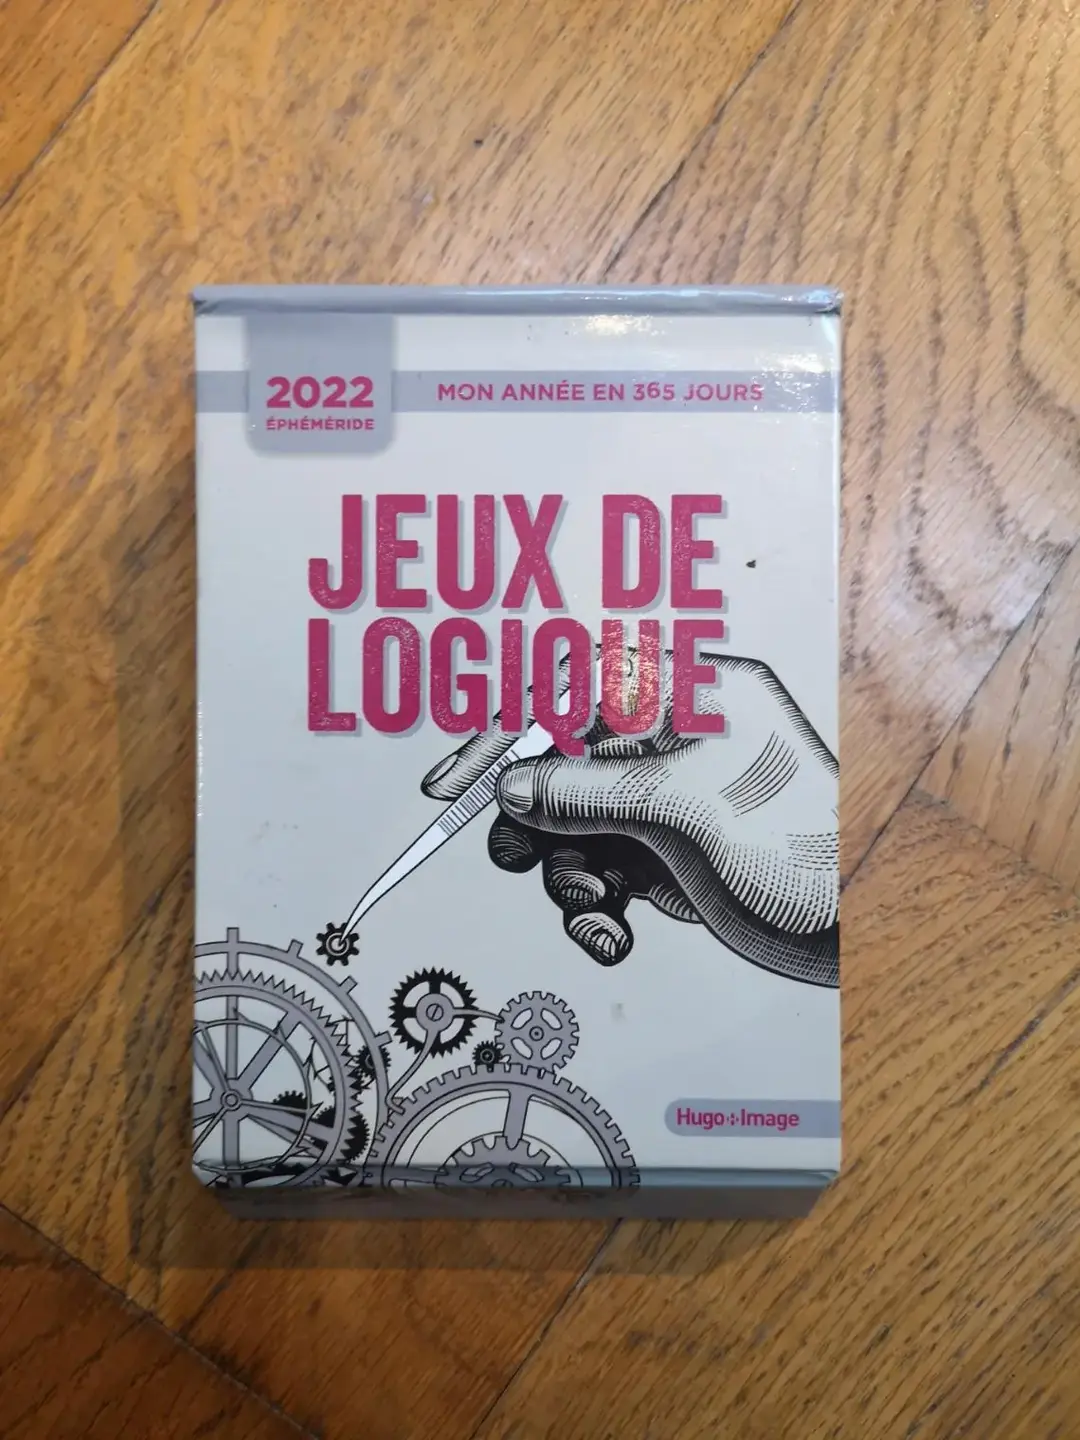 2022
ÉPHÉMÉRIDE
MON ANNÉE EN 365 JOURS
JEUX DE
LOGIQUE
Hugo Image